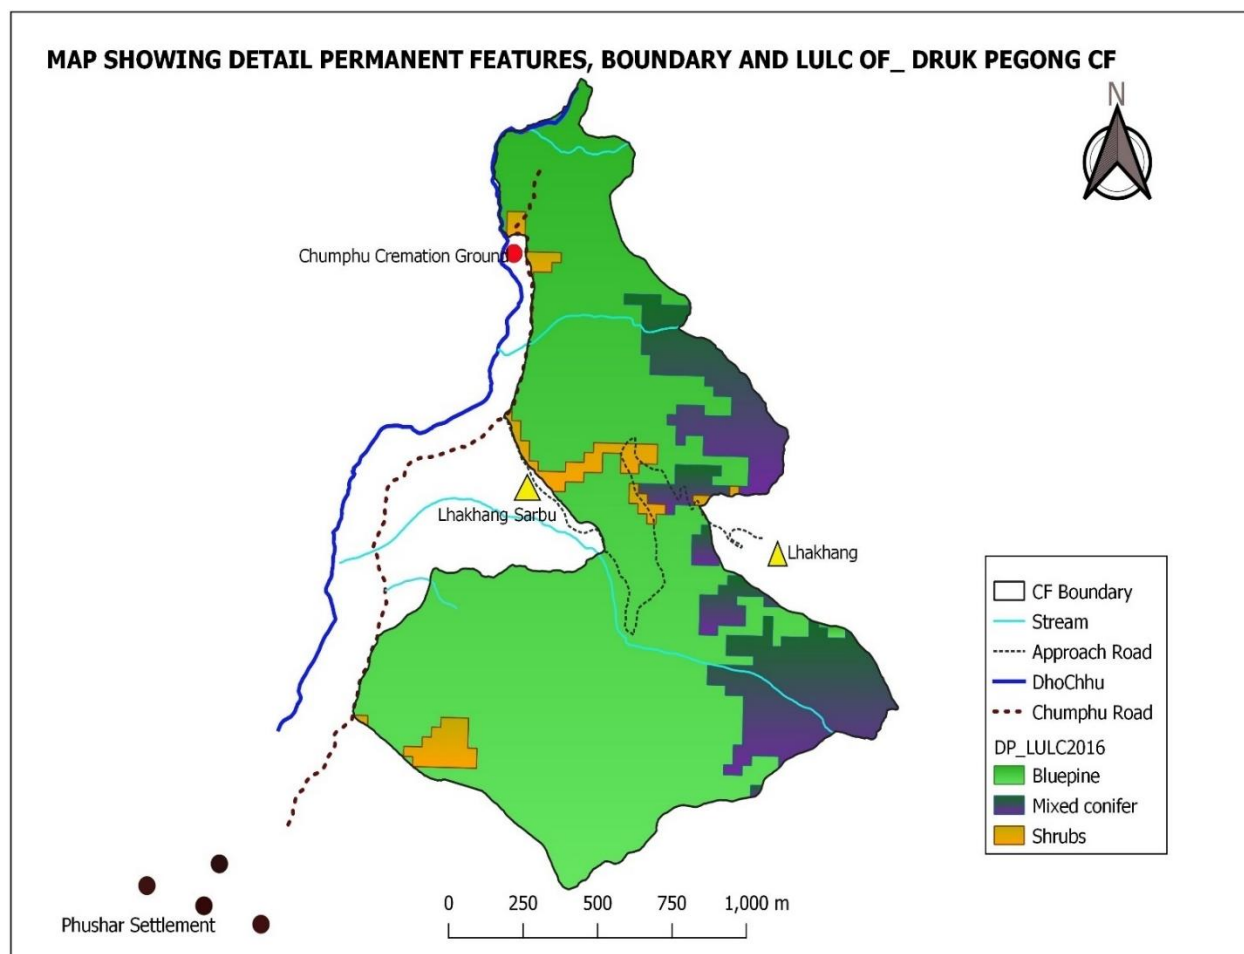 MAP SHOWING DETAIL PERMANENT FEATURES, BOUNDARY AND LULC OF_ DRUK PEGONG CF
N
Chumphu Cremation Ground
Lhakhang Sarbu
Lhakhang
CF Boundary
Stream
Approach Road
DhoChhu
Chumphu Road
DP_LULC2016
Bluepine
Mixed conifer
Shrubs
Phushar Settlement
0 250 500 750 1,000 m